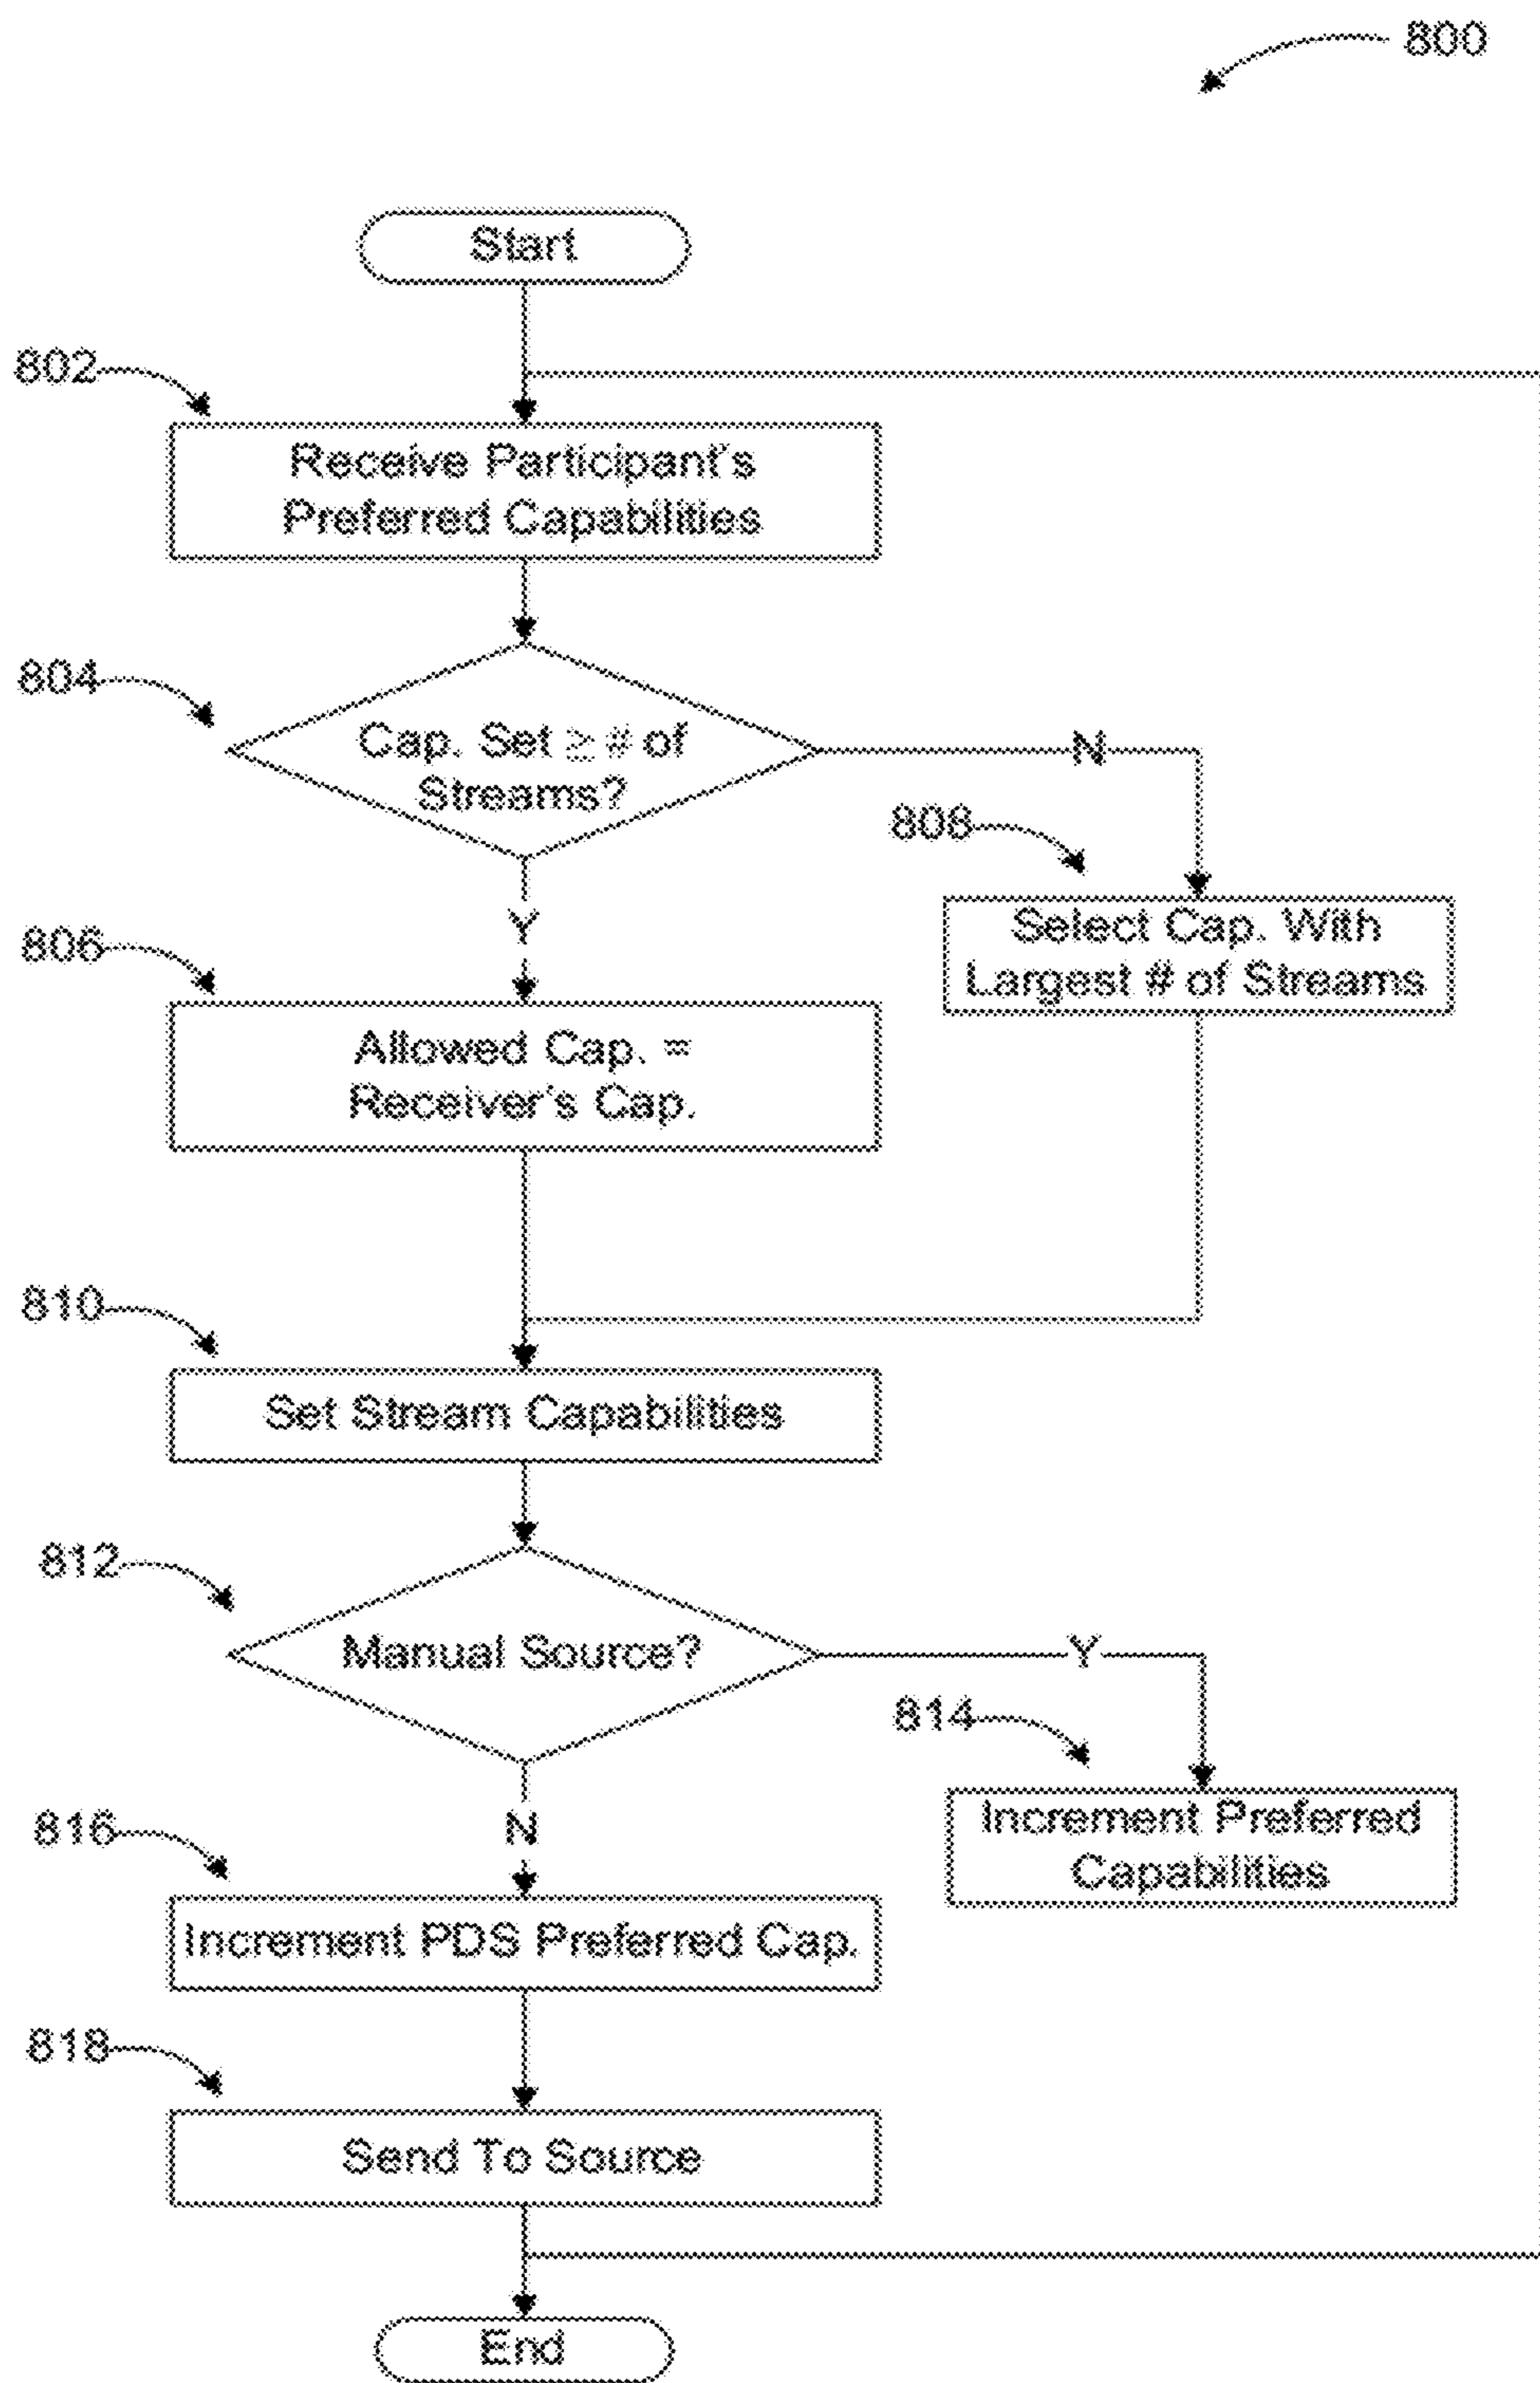 800
Start
802
Receive Participant's
Preferred Capabilities
804
Cap. Set ≥ # of
Streams?
N
808
Select Cap. With
Largest # of Streams
Y
806
Allowed Cap. =
Receiver's Cap.
810
Set Stream Capabilities
812
Manual Source?
Y
814
Increment Preferred
Capabilities
N
816
Increment PDS Preferred Cap.
818
Send To Source
End